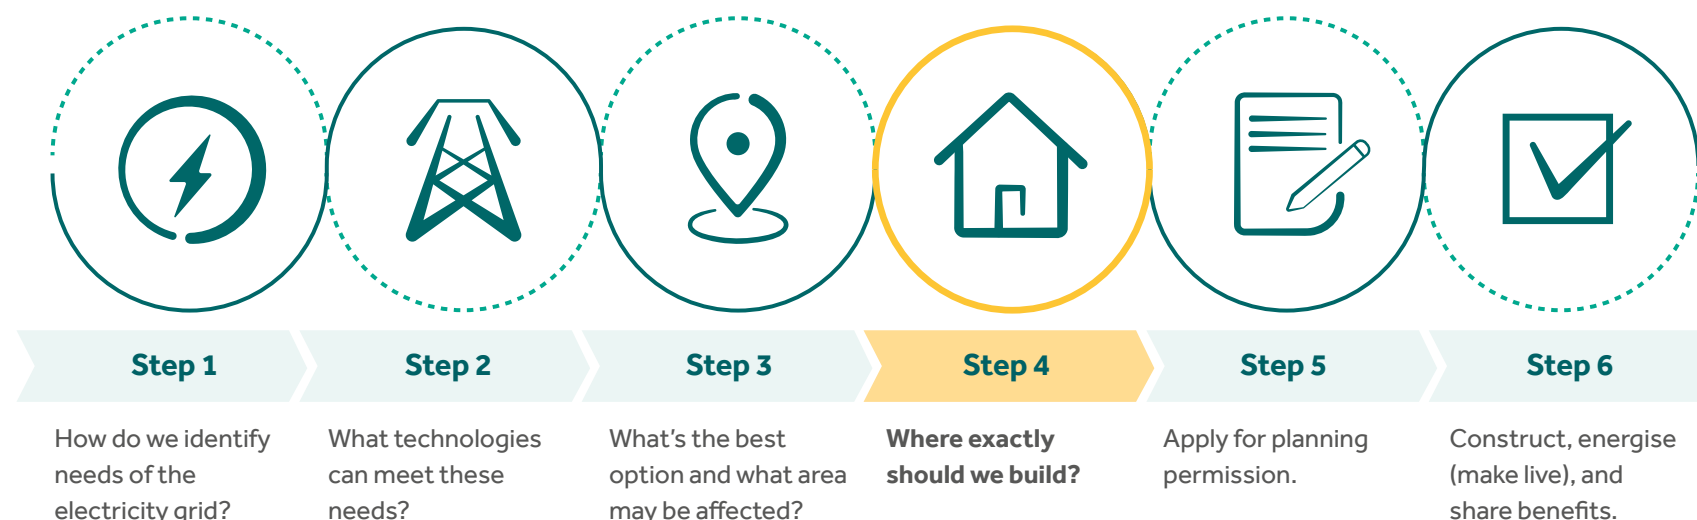 Step 1
Step 2
Step 3
Step 4
Step 5
Step 6
How do we identify
needs of the
electricity grid?
What technologies
can meet these
needs?
What's the best
option and what area
may be affected?
Where exactly
should we build?
Apply for planning
permission.
Construct, energise
(make live), and
share benefits.